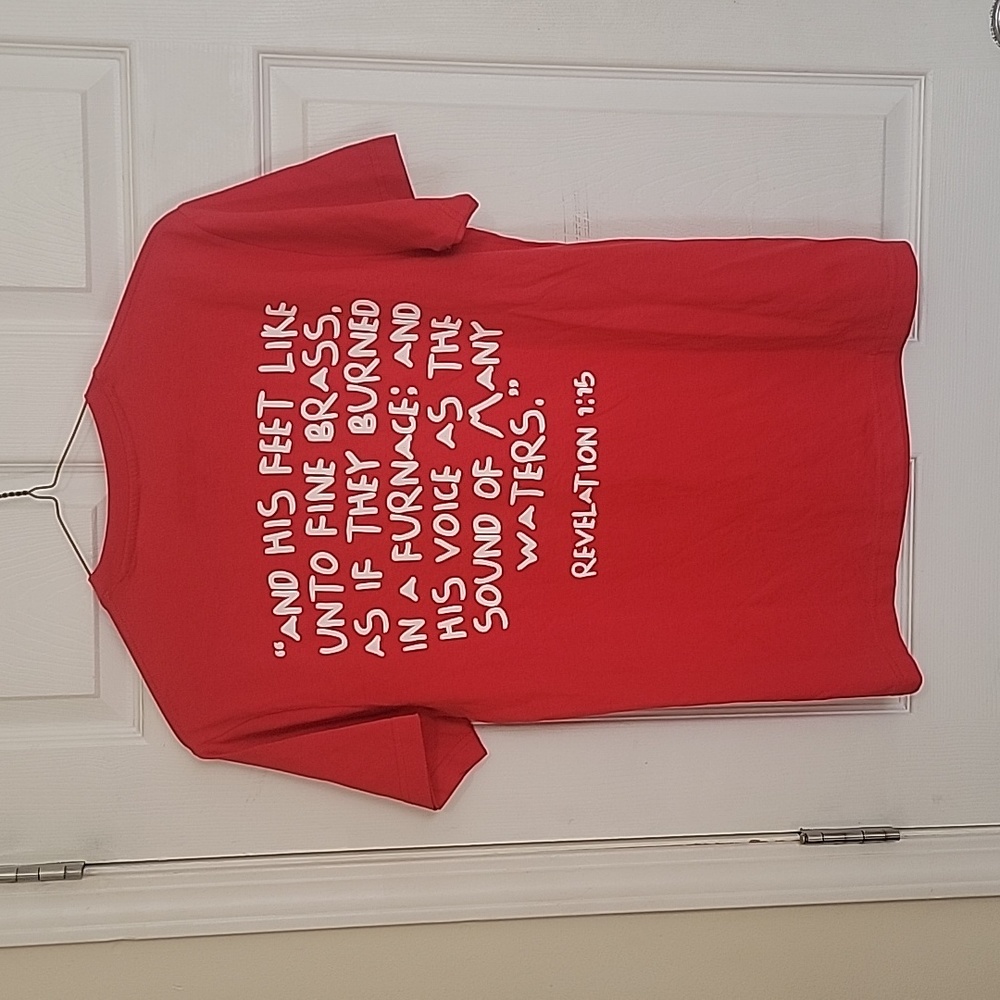 "AND HIS FEET LIKE
UNTO FINE BRASS,
AS IF THEY BURNED
IN A FURNACE; AND
HIS VOICE AS THE
SOUND OF MANY
WATERS."
REVELATION 1:15